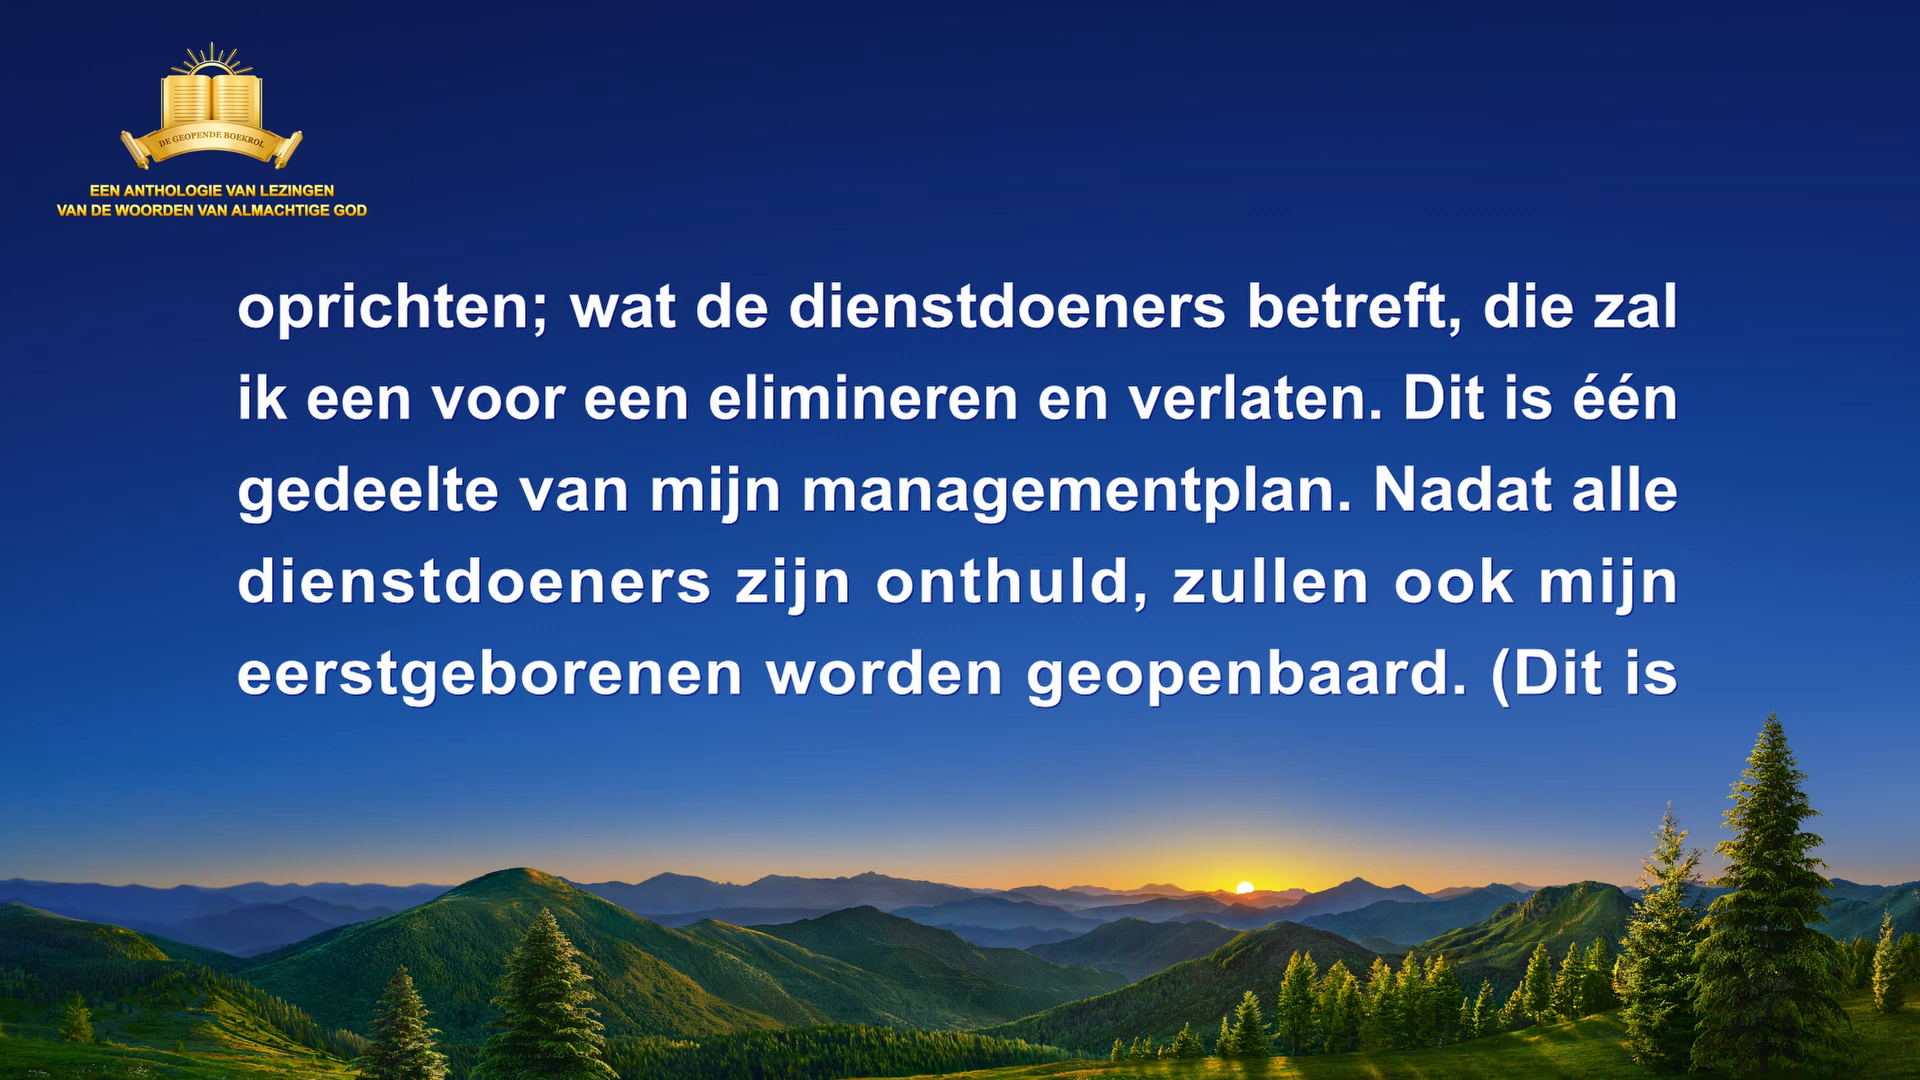 DE GEOPENDE BOEKROL
EEN ANTHOLOGIE VAN LEZINGEN
VAN DE WOORDEN VAN ALMACHTIGE GOD
oprichten; wat de dienstdoeners betreft, die zal
ik een voor een elimineren en verlaten. Dit is één
gedeelte van mijn managementplan. Nadat alle
dienstdoeners zijn onthuld, zullen ook mijn
eerstgeborenen worden geopenbaard. (Dit is